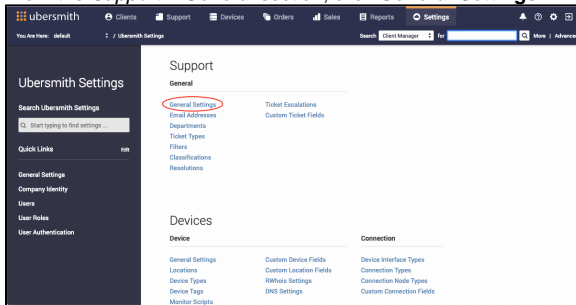 ubersmith Clients Support Devices Orders Sales Reports Settings
You Are Here: default / Ubersmith Settings Search Client Manager for More | Advance
Ubersmith Settings
Search Ubersmith Settings
Start typing to find settings ...
Quick Links Edit
General Settings
Company Identity
Users
User Roles
User Authentication
Support
General
General Settings Ticket Escalations
Email Addresses Custom Ticket Fields
Departments
Ticket Types
Filters
Classifications
Resolutions
Devices
Device Connection
General Settings Custom Device Fields Device Interface Types
Locations Custom Location Fields Connection Types
Device Types RWhois Settings Connection Node Types
Device Tags DNS Settings Custom Connection Fields
Monitor Scripts